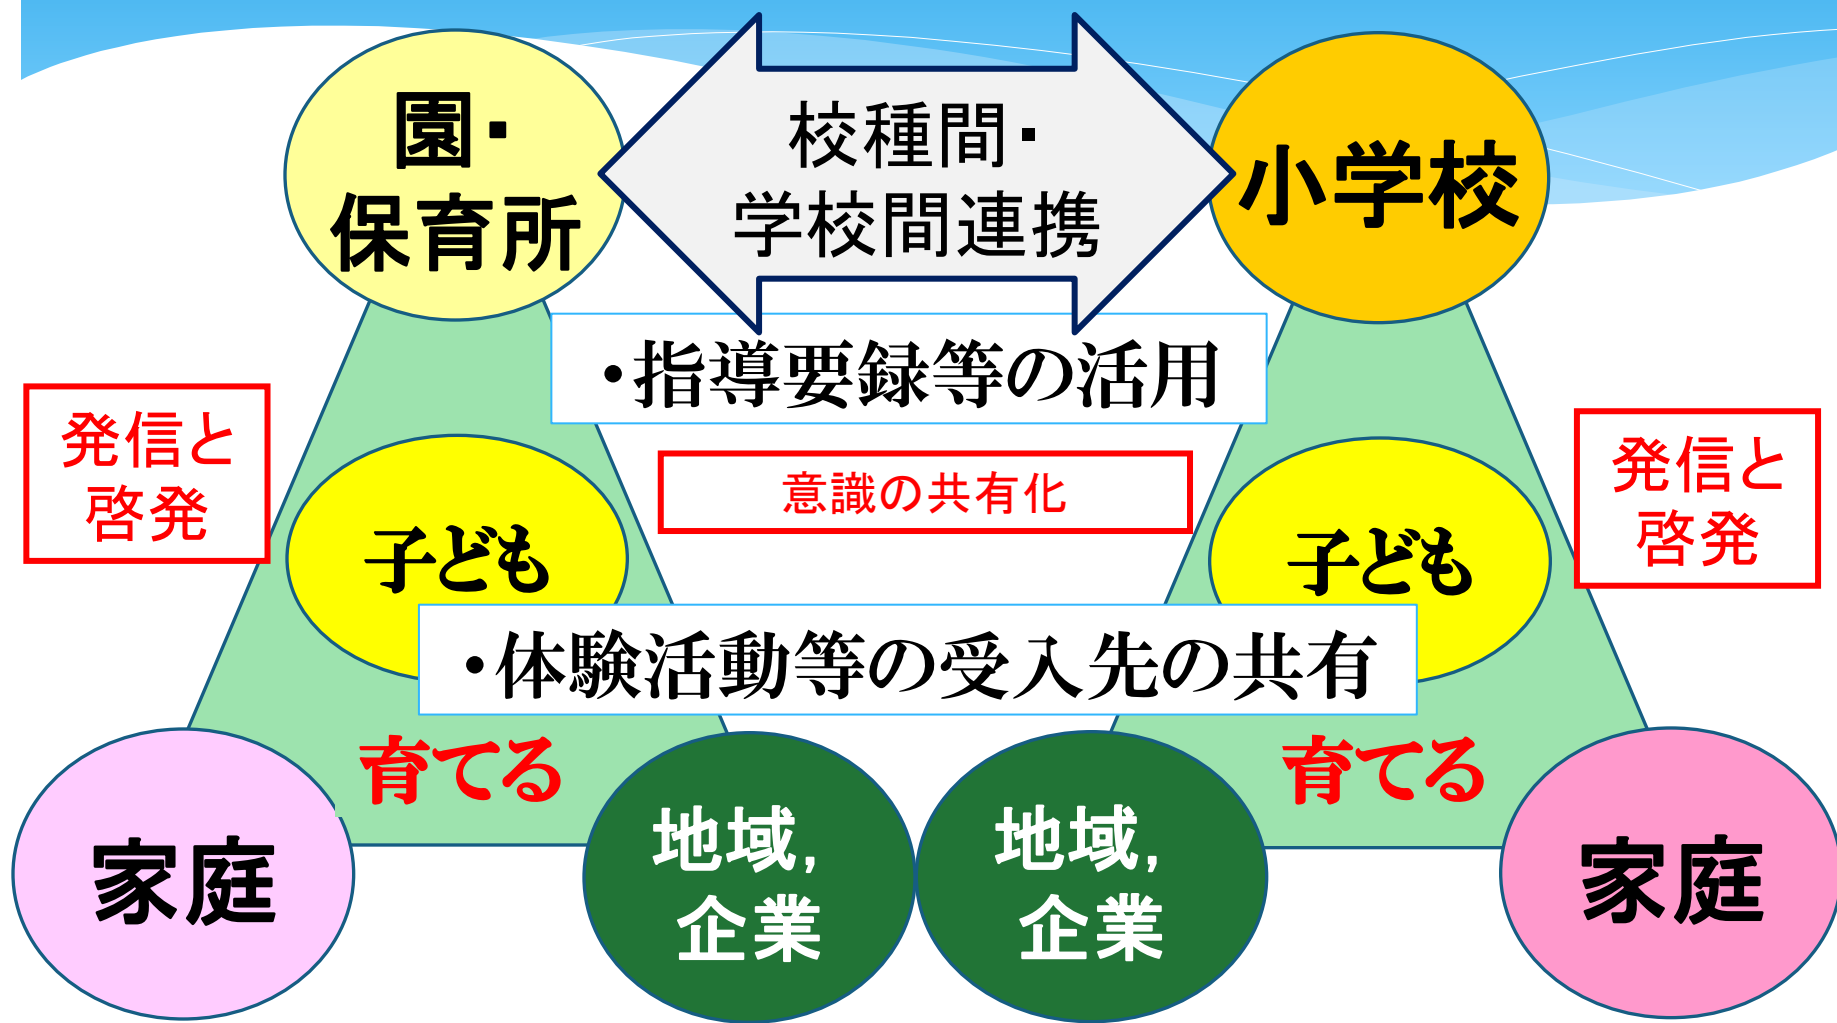 園・
保育所
校種間・
学校間連携
小学校
・指導要録等の活用
発信と
啓発
意識の共有化
発信と
啓発
子ども
子ども
・体験活動等の受入先の共有
育てる
育てる
家庭
地域,
企業
地域,
企業
家庭